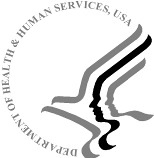 DEPARTMENT OF HEALTH & HUMAN SERVICES, USA